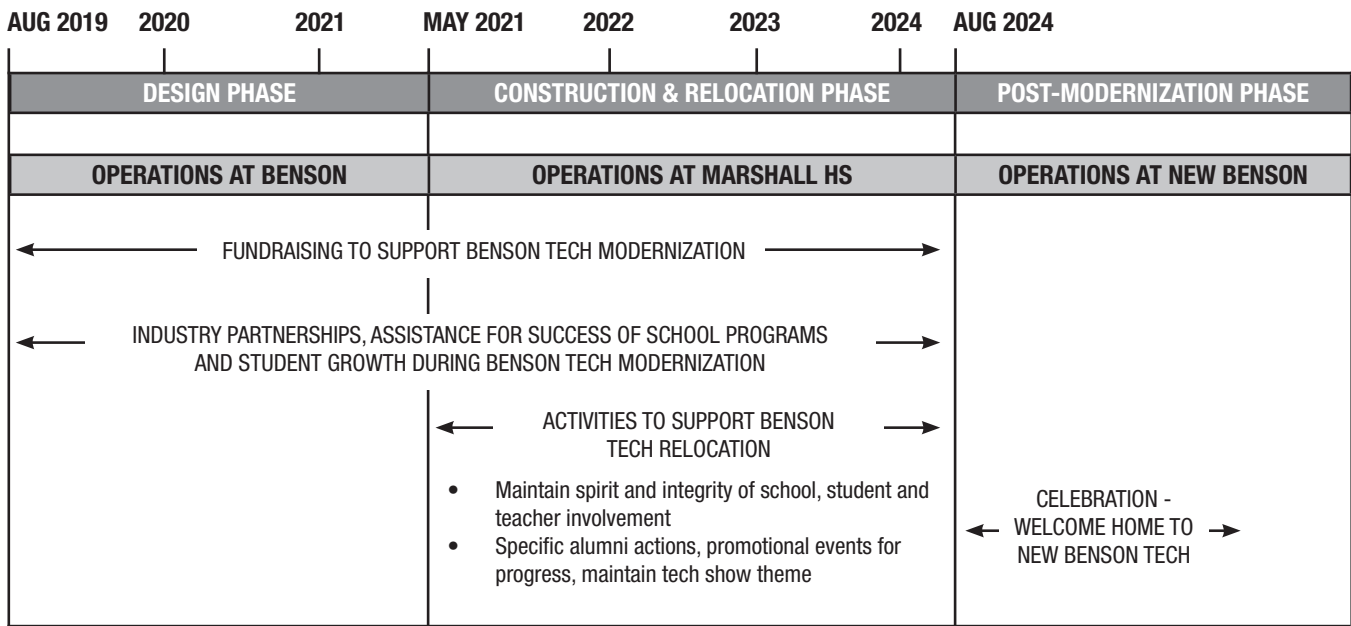 AUG 2019 2020 2021 MAY 2021 2022 2023 2024 AUG 2024
DESIGN PHASE CONSTRUCTION & RELOCATION PHASE POST-MODERNIZATION PHASE
OPERATIONS AT BENSON OPERATIONS AT MARSHALL HS OPERATIONS AT NEW BENSON
FUNDRAISING TO SUPPORT BENSON TECH MODERNIZATION
INDUSTRY PARTNERSHIPS, ASSISTANCE FOR SUCCESS OF SCHOOL PROGRAMS
AND STUDENT GROWTH DURING BENSON TECH MODERNIZATION
ACTIVITIES TO SUPPORT BENSON
TECH RELOCATION
• Maintain spirit and integrity of school, student and
teacher involvement
• Specific alumni actions, promotional events for
progress, maintain tech show theme
CELEBRATION -
WELCOME HOME TO
NEW BENSON TECH